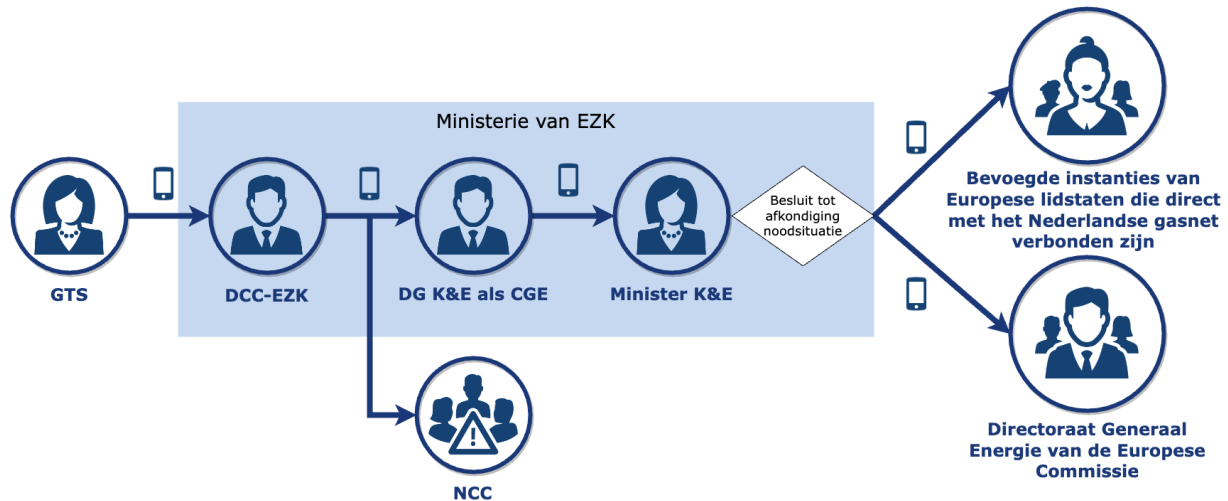 Ministerie van EZK
GTS
DCC-EZK
DG K&E als CGE
Minister K&E
Besluit tot
afkondiging
noodsituatie
Bevoegde instanties van
Europese lidstaten die direct
met het Nederlandse gasnet
verbonden zijn
Directoraat Generaal
Energie van de Europese
Commissie
!
NCC